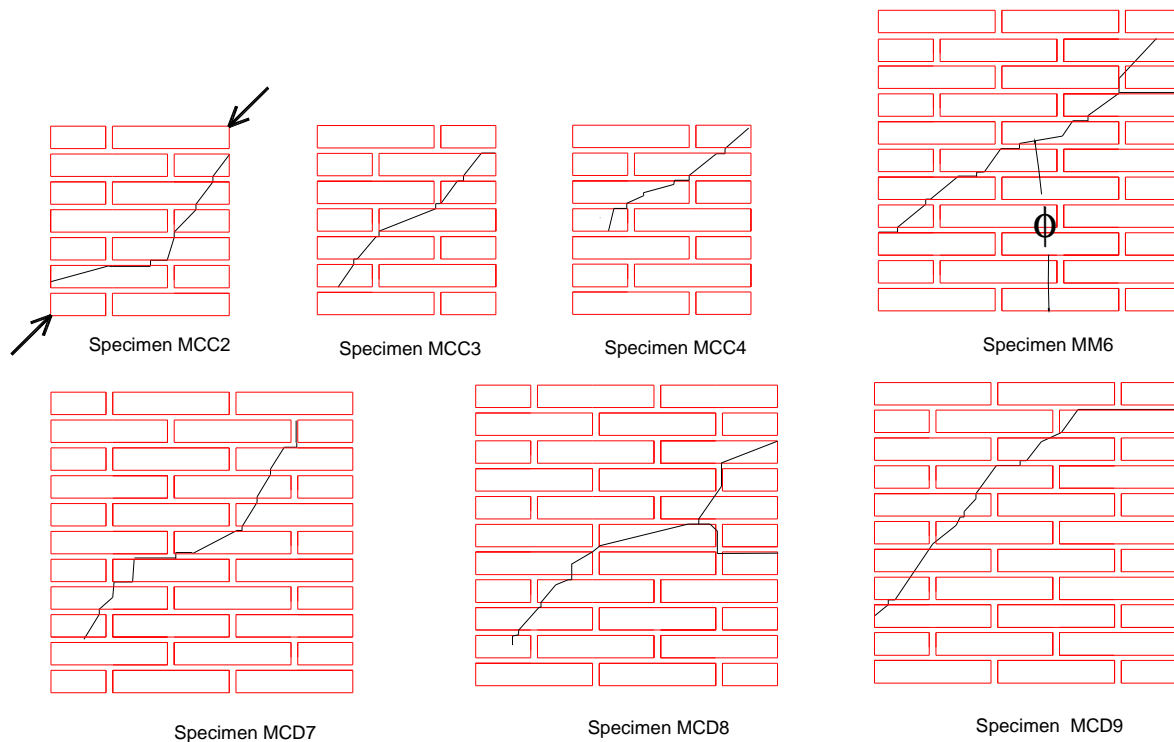 ϕ
Specimen MCC2
Specimen MCC3
Specimen MCC4
Specimen MM6
Specimen MCD7
Specimen MCD8
Specimen MCD9